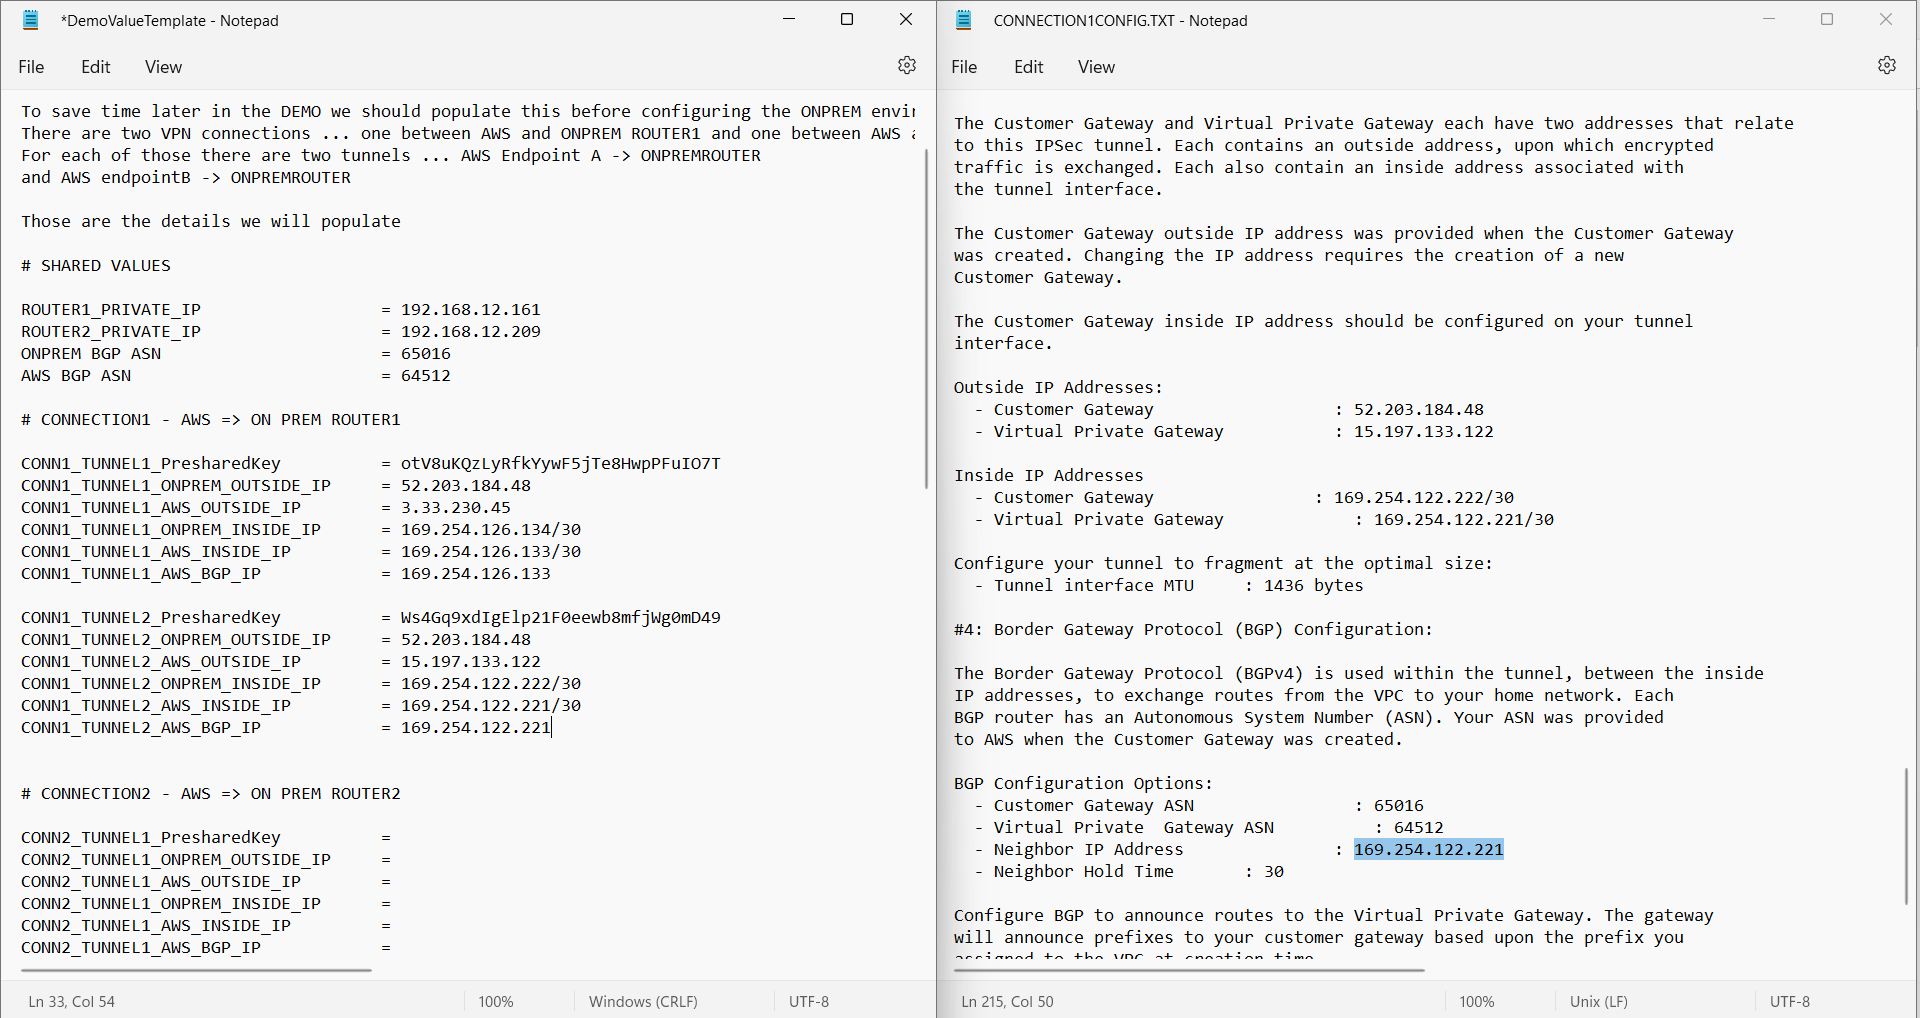 *DemoValueTemplate - Notepad
File Edit View
To save time later in the DEMO we should populate this before configuring the ONPREM
There are two VPN connections ... one between AWS and ONPREM ROUTER1 and one between AWS
For each of those there are two tunnels ... AWS Endpoint A -> ONPREMROUTER
and AWS endpointB -> ONPREMROUTER
Those are the details we will populate
# SHARED VALUES
ROUTER1_PRIVATE_IP = 192.168.12.161
ROUTER2_PRIVATE_IP = 192.168.12.209
ONPREM BGP ASN = 65016
AWS BGP ASN = 64512
# CONNECTION1 - AWS => ON PREM ROUTER1
CONN1_TUNNEL1_PresharedKey = otV8uKQzLyRfkYywF5jTe8HwpPFuIO7T
CONN1_TUNNEL1_ONPREM_OUTSIDE_IP = 52.203.184.48
CONN1_TUNNEL1_AWS_OUTSIDE_IP = 3.33.230.45
CONN1_TUNNEL1_ONPREM_INSIDE_IP = 169.254.126.134/30
CONN1_TUNNEL1_AWS_INSIDE_IP = 169.254.126.133/30
CONN1_TUNNEL1_AWS_BGP_IP = 169.254.126.133
CONN1_TUNNEL2_PresharedKey = Ws4Gq9xdIgElp21F0eewb8mfjWg0mD49
CONN1_TUNNEL2_ONPREM_OUTSIDE_IP = 52.203.184.48
CONN1_TUNNEL2_AWS_OUTSIDE_IP = 15.197.133.122
CONN1_TUNNEL2_ONPREM_INSIDE_IP = 169.254.122.222/30
CONN1_TUNNEL2_AWS_INSIDE_IP = 169.254.122.221/30
CONN1_TUNNEL2_AWS_BGP_IP = 169.254.122.221
# CONNECTION2 - AWS => ON PREM ROUTER2
CONN2_TUNNEL1_PresharedKey =
CONN2_TUNNEL1_ONPREM_OUTSIDE_IP =
CONN2_TUNNEL1_AWS_OUTSIDE_IP =
CONN2_TUNNEL1_ONPREM_INSIDE_IP =
CONN2_TUNNEL1_AWS_INSIDE_IP =
CONN2_TUNNEL1_AWS_BGP_IP =
Ln 33, Col 54 100% Windows (CRLF) UTF-8
CONNECTION1CONFIG.TXT - Notepad
File Edit View
The Customer Gateway and Virtual Private Gateway each have two addresses that relate
to this IPSec tunnel. Each contains an outside address, upon which encrypted
traffic is exchanged. Each also contain an inside address associated with
the tunnel interface.
The Customer Gateway outside IP address was provided when the Customer Gateway
was created. Changing the IP address requires the creation of a new
Customer Gateway.
The Customer Gateway inside IP address should be configured on your tunnel
interface.
Outside IP Addresses:
- Customer Gateway : 52.203.184.48
- Virtual Private Gateway : 15.197.133.122
Inside IP Addresses
- Customer Gateway : 169.254.122.222/30
- Virtual Private Gateway : 169.254.122.221/30
Configure your tunnel to fragment at the optimal size:
- Tunnel interface MTU : 1436 bytes
#4: Border Gateway Protocol (BGP) Configuration:
The Border Gateway Protocol (BGPv4) is used within the tunnel, between the inside
IP addresses, to exchange routes from the VPC to your home network. Each
BGP router has an Autonomous System Number (ASN). Your ASN was provided
to AWS when the Customer Gateway was created.
BGP Configuration Options:
- Customer Gateway ASN : 65016
- Virtual Private  Gateway ASN : 64512
- Neighbor IP Address : 169.254.122.221
- Neighbor Hold Time : 30
Configure BGP to announce routes to the Virtual Private Gateway. The gateway
will announce prefixes to your customer gateway based upon the prefix you
assigned to the VPC at creation time.
Ln 215, Col 50 100% Unix (LF) UTF-8